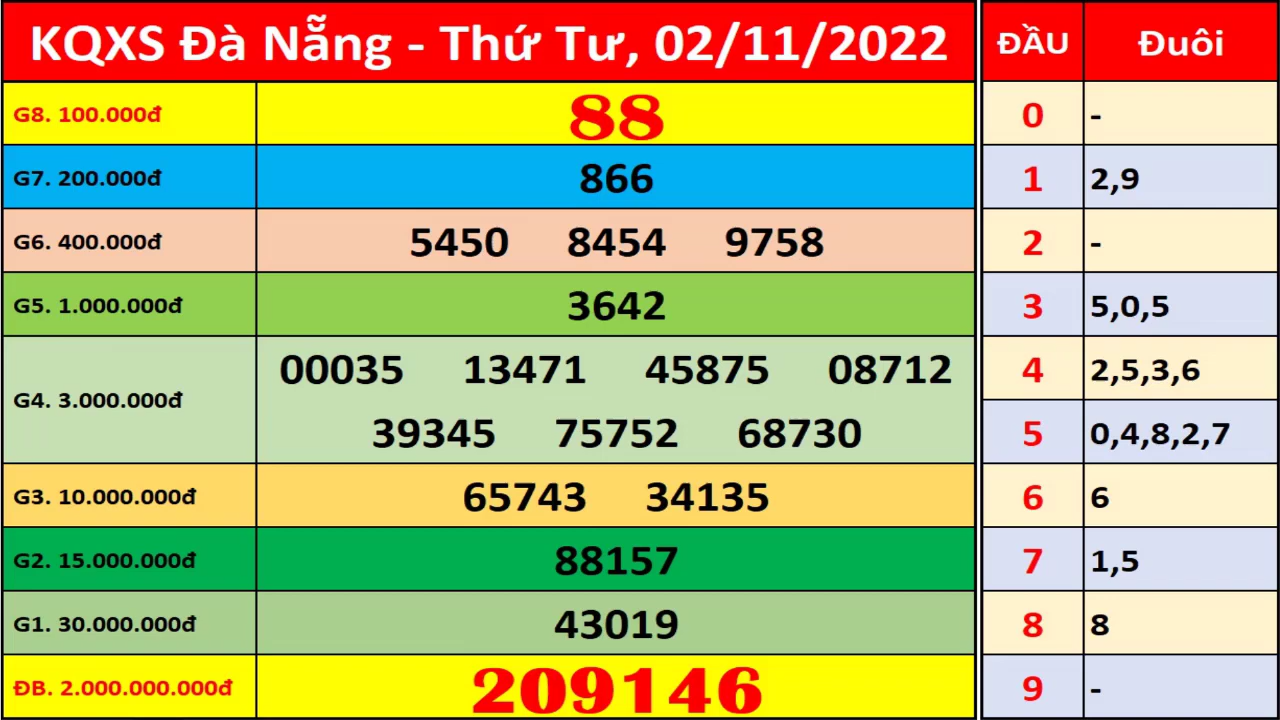 KQXS Đà Nẵng - Thứ Tư, 02/11/2022
G8. 100.000đ 88
G7. 200.000đ 866
G6. 400.000đ 5450 8454 9758
G5. 1.000.000đ 3642
G4. 3.000.000đ 00035 13471 45875 08712
39345 75752 68730
G3. 10.000.000đ 65743 34135
G2. 15.000.000đ 88157
G1. 30.000.000đ 43019
ĐB. 2.000.000.000đ 209146
ĐẦU Đuôi
0 -
1 2,9
2 -
3 5,0,5
4 2,5,3,6
5 0,4,8,2,7
6 6
7 1,5
8 8
9 -